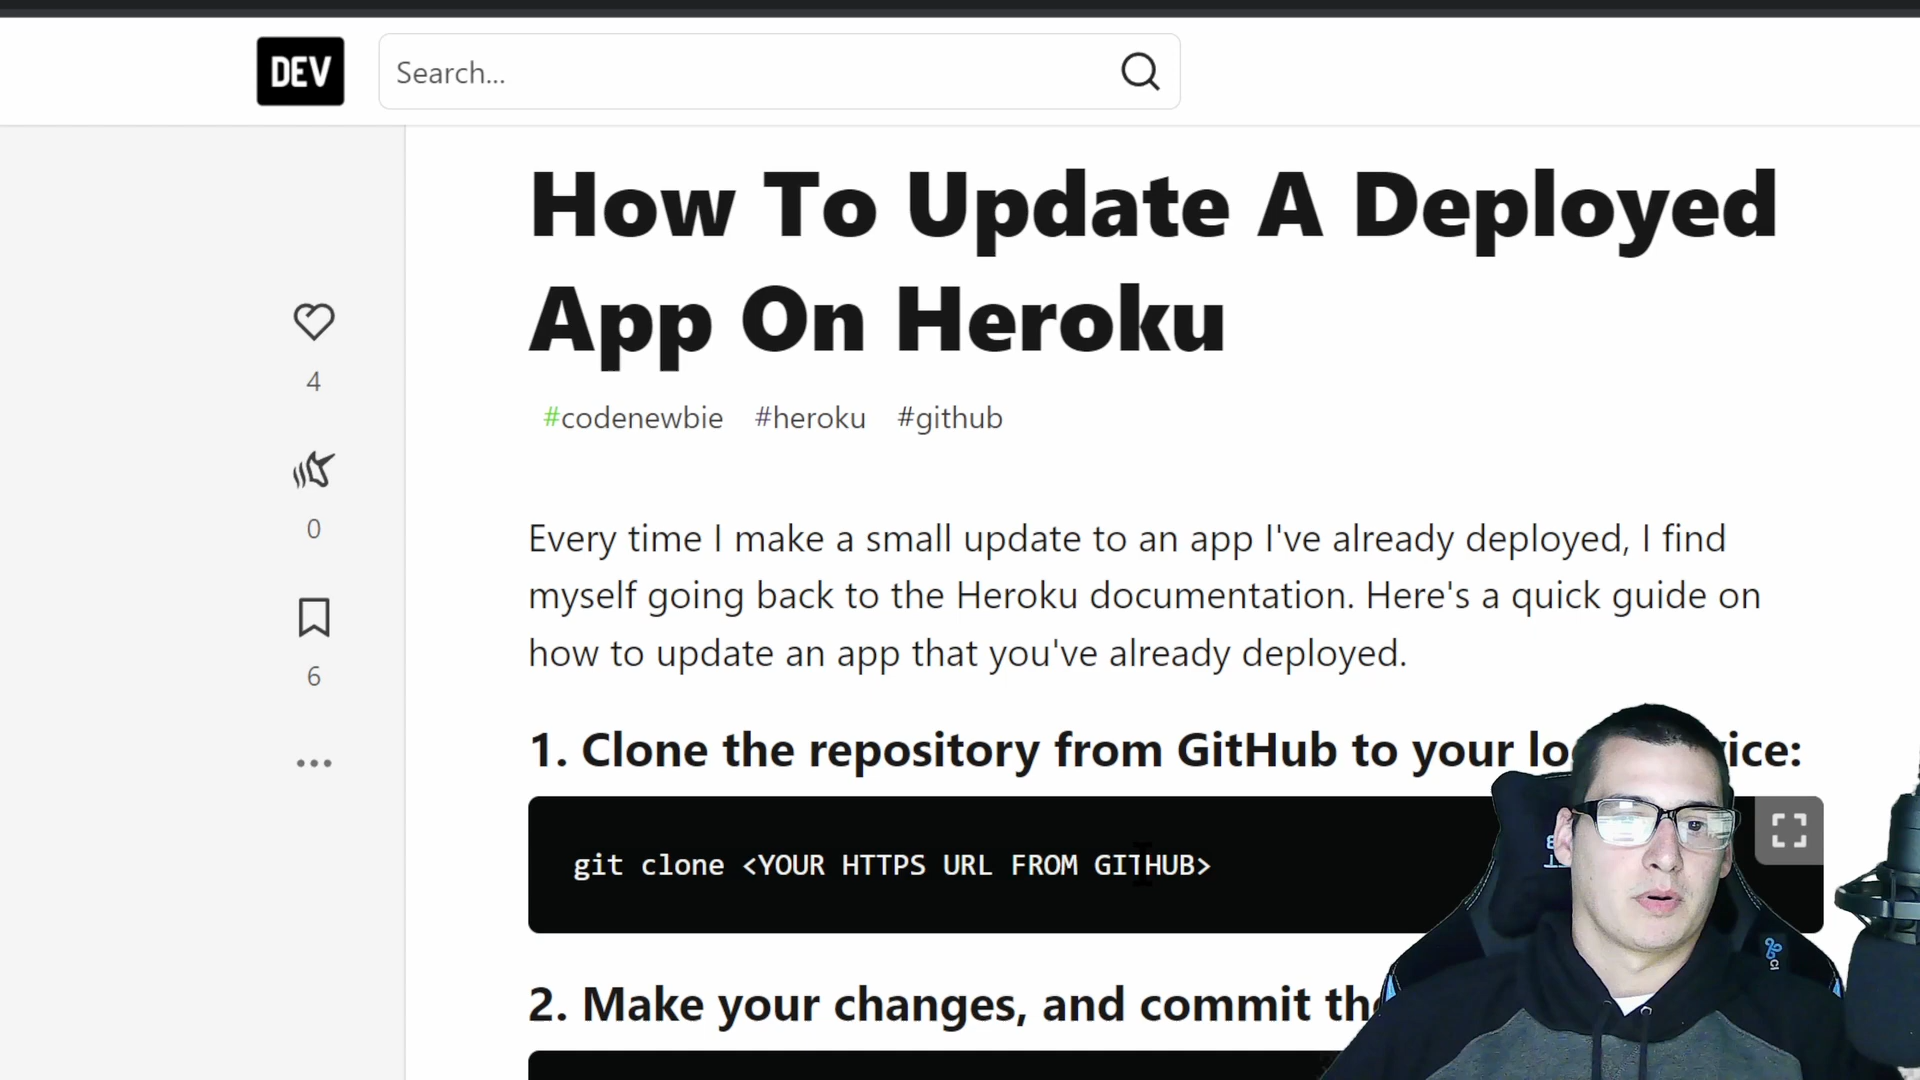 DEV
Search...
How To Update A Deployed
App On Heroku
#codenewbie #heroku #github
4
0
6
Every time I make a small update to an app I've already deployed, I find
myself going back to the Heroku documentation. Here's a quick guide on
how to update an app that you've already deployed.
1. Clone the repository from GitHub to your
git clone <YOUR HTTPS URL FROM GITHUB>
2. Make your changes, and commit